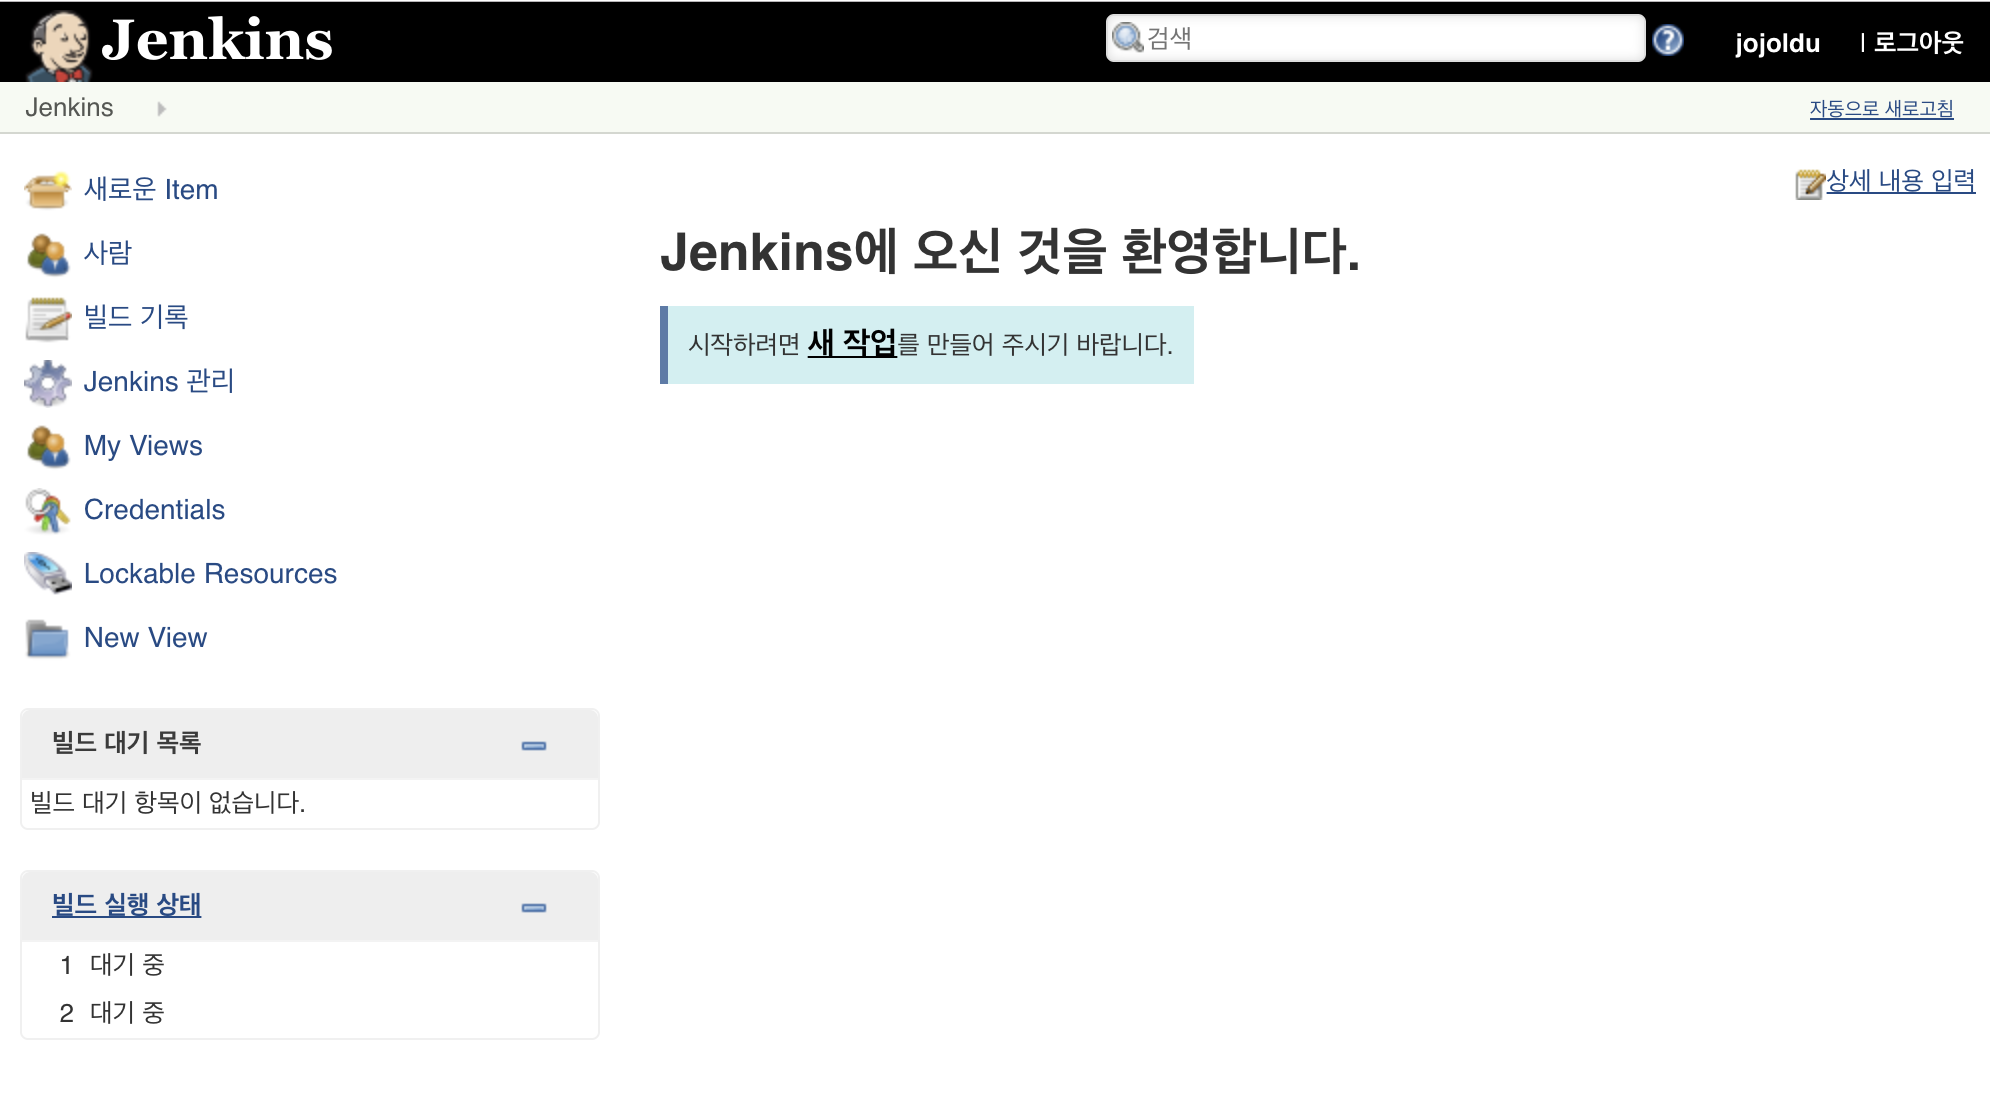 Jenkins
검색
jojoldu
| 로그아웃
Jenkins
자동으로 새로고침
새로운 Item
사람
빌드 기록
Jenkins 관리
My Views
Credentials
Lockable Resources
New View
빌드 대기 목록
빌드 대기 항목이 없습니다.
빌드 실행 상태
1 대기 중
2 대기 중
상세 내용 입력
Jenkins에 오신 것을 환영합니다.
시작하려면 새 작업를 만들어 주시기 바랍니다.